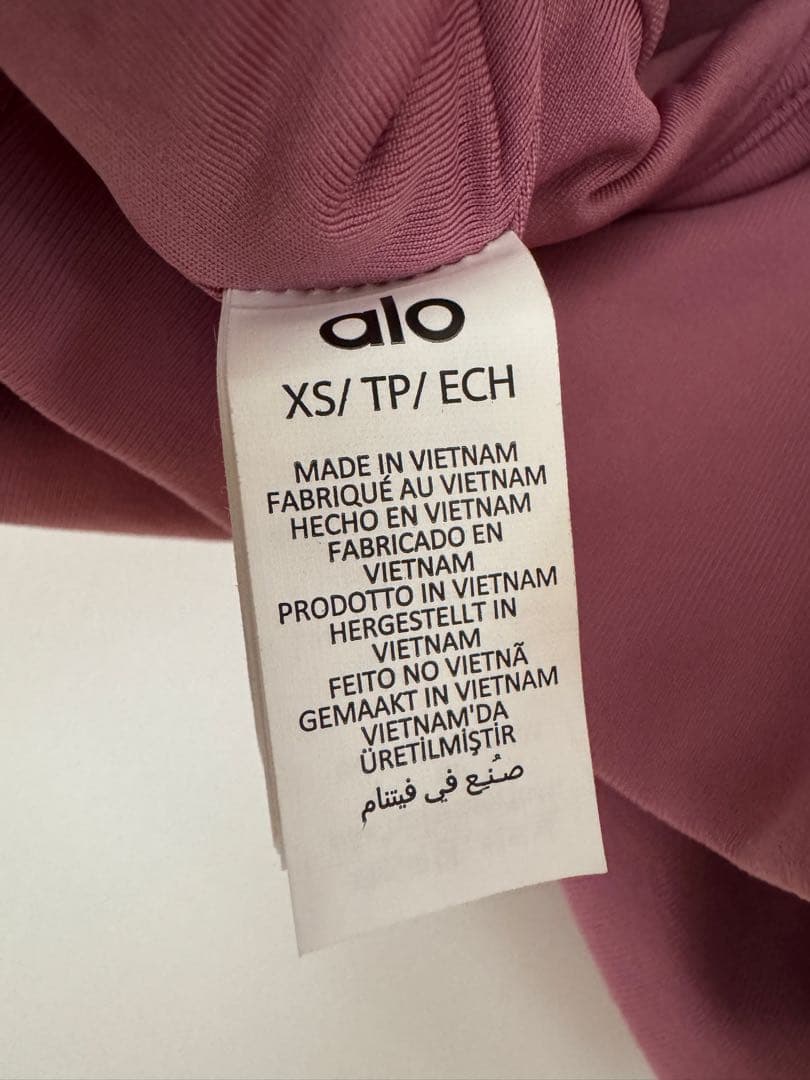 alo
XS/ TP/ ECH
MADE IN VIETNAM
FABRIQUÉ AU VIETNAM
HECHO EN VIETNAM
FABRICADO EN
VIETNAM
PRODOTTO IN VIETNAM
HERGESTELLT IN
VIETNAM
FEITO NO VIETNÃ
GEMAAKT IN VIETNAM
VIETNAM'DA
ÜRETİLMİŞTİR
صُنِع في فيتنام